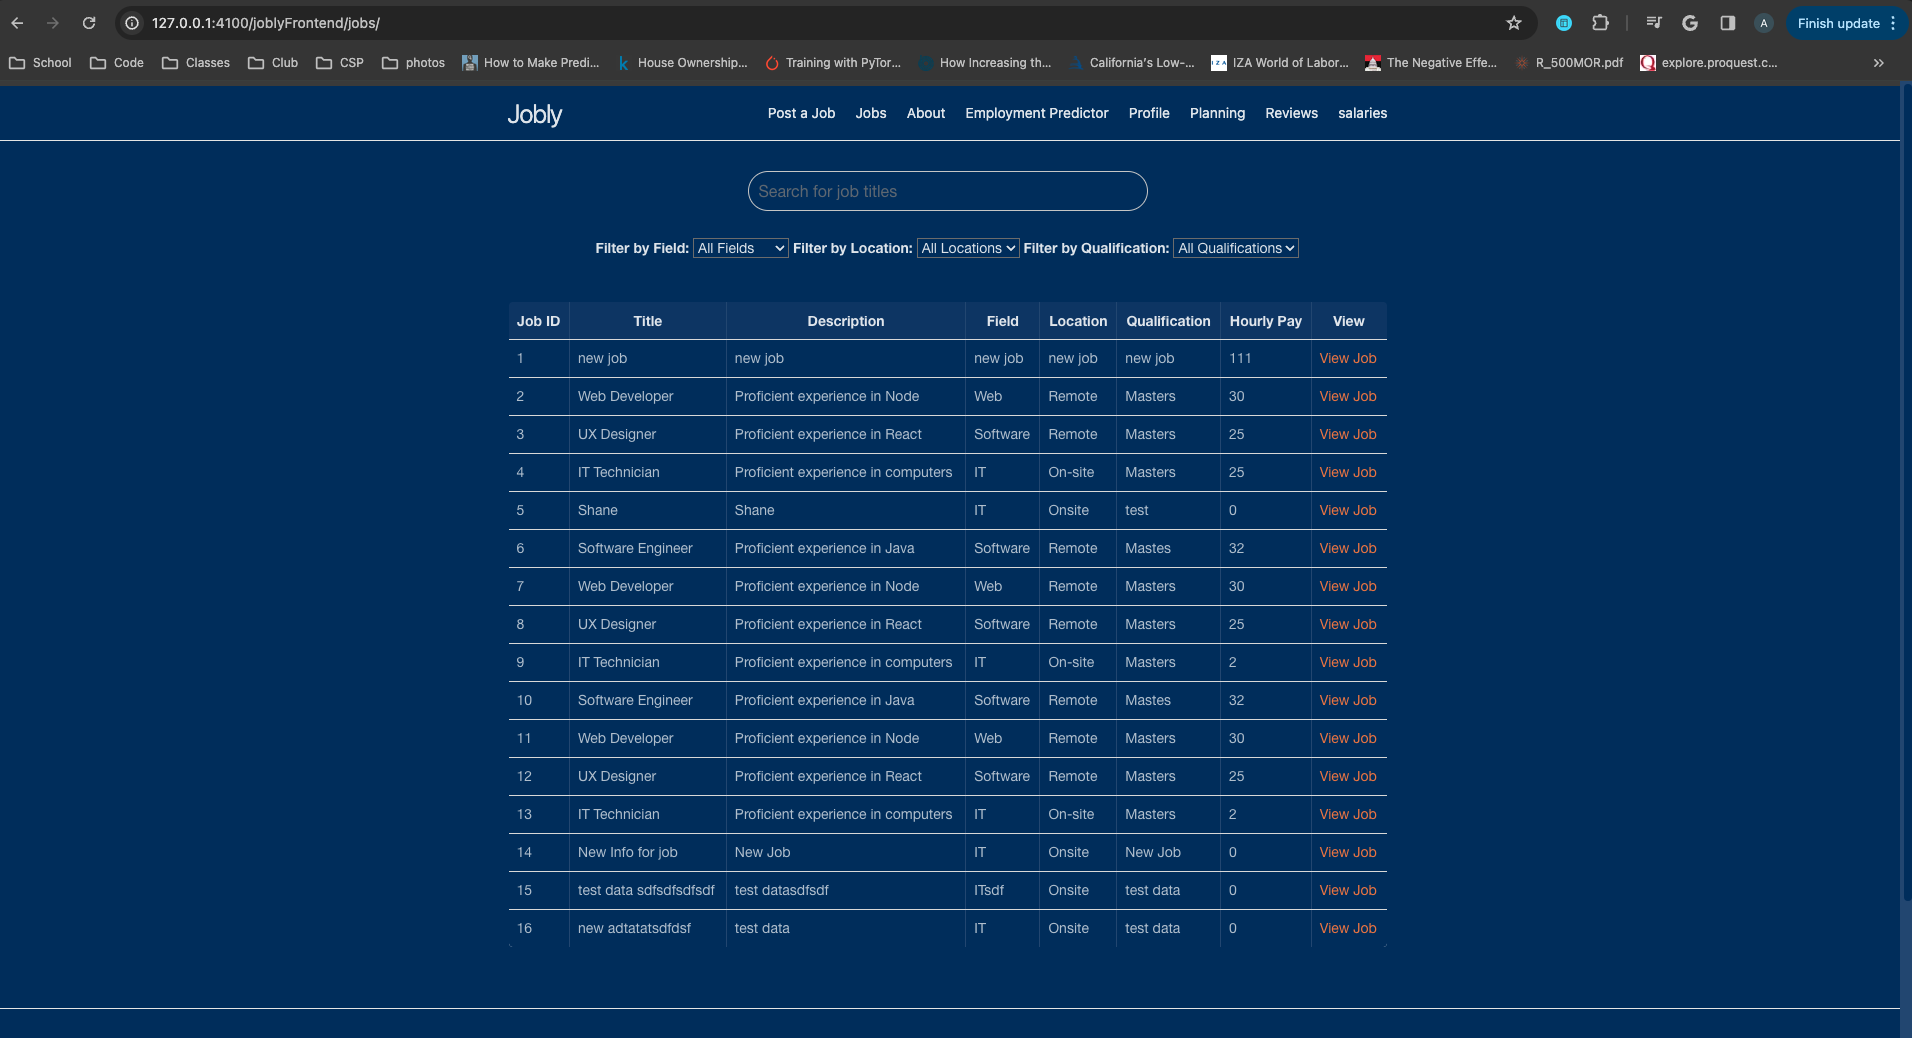 127.0.0.1:4100/joblyFrontend/jobs/ A Finish update
School Code Classes Club CSP photos How to Make Predi... House Ownership... Training with PyTor... How Increasing th... California's Low-... IZA IZA World of Labor... The Negative Effe... R_500MOR.pdf explore.proquest.c... »
Jobly Post a Job Jobs About Employment Predictor Profile Planning Reviews salaries
Search for job titles
Filter by Field: All Fields Filter by Location: All Locations Filter by Qualification: All Qualifications
Job ID Title Description Field Location Qualification Hourly Pay View
1 new job new job new job new job new job 111 View Job
2 Web Developer Proficient experience in Node Web Remote Masters 30 View Job
3 UX Designer Proficient experience in React Software Remote Masters 25 View Job
4 IT Technician Proficient experience in computers IT On-site Masters 25 View Job
5 Shane Shane IT Onsite test 0 View Job
6 Software Engineer Proficient experience in Java Software Remote Mastes 32 View Job
7 Web Developer Proficient experience in Node Web Remote Masters 30 View Job
8 UX Designer Proficient experience in React Software Remote Masters 25 View Job
9 IT Technician Proficient experience in computers IT On-site Masters 2 View Job
10 Software Engineer Proficient experience in Java Software Remote Mastes 32 View Job
11 Web Developer Proficient experience in Node Web Remote Masters 30 View Job
12 UX Designer Proficient experience in React Software Remote Masters 25 View Job
13 IT Technician Proficient experience in computers IT On-site Masters 2 View Job
14 New Info for job New Job IT Onsite New Job 0 View Job
15 test data sdfsdfsdfsdf test datasdfsdf ITsdf Onsite test data 0 View Job
16 new adtatatsdfdsf test data IT Onsite test data 0 View Job